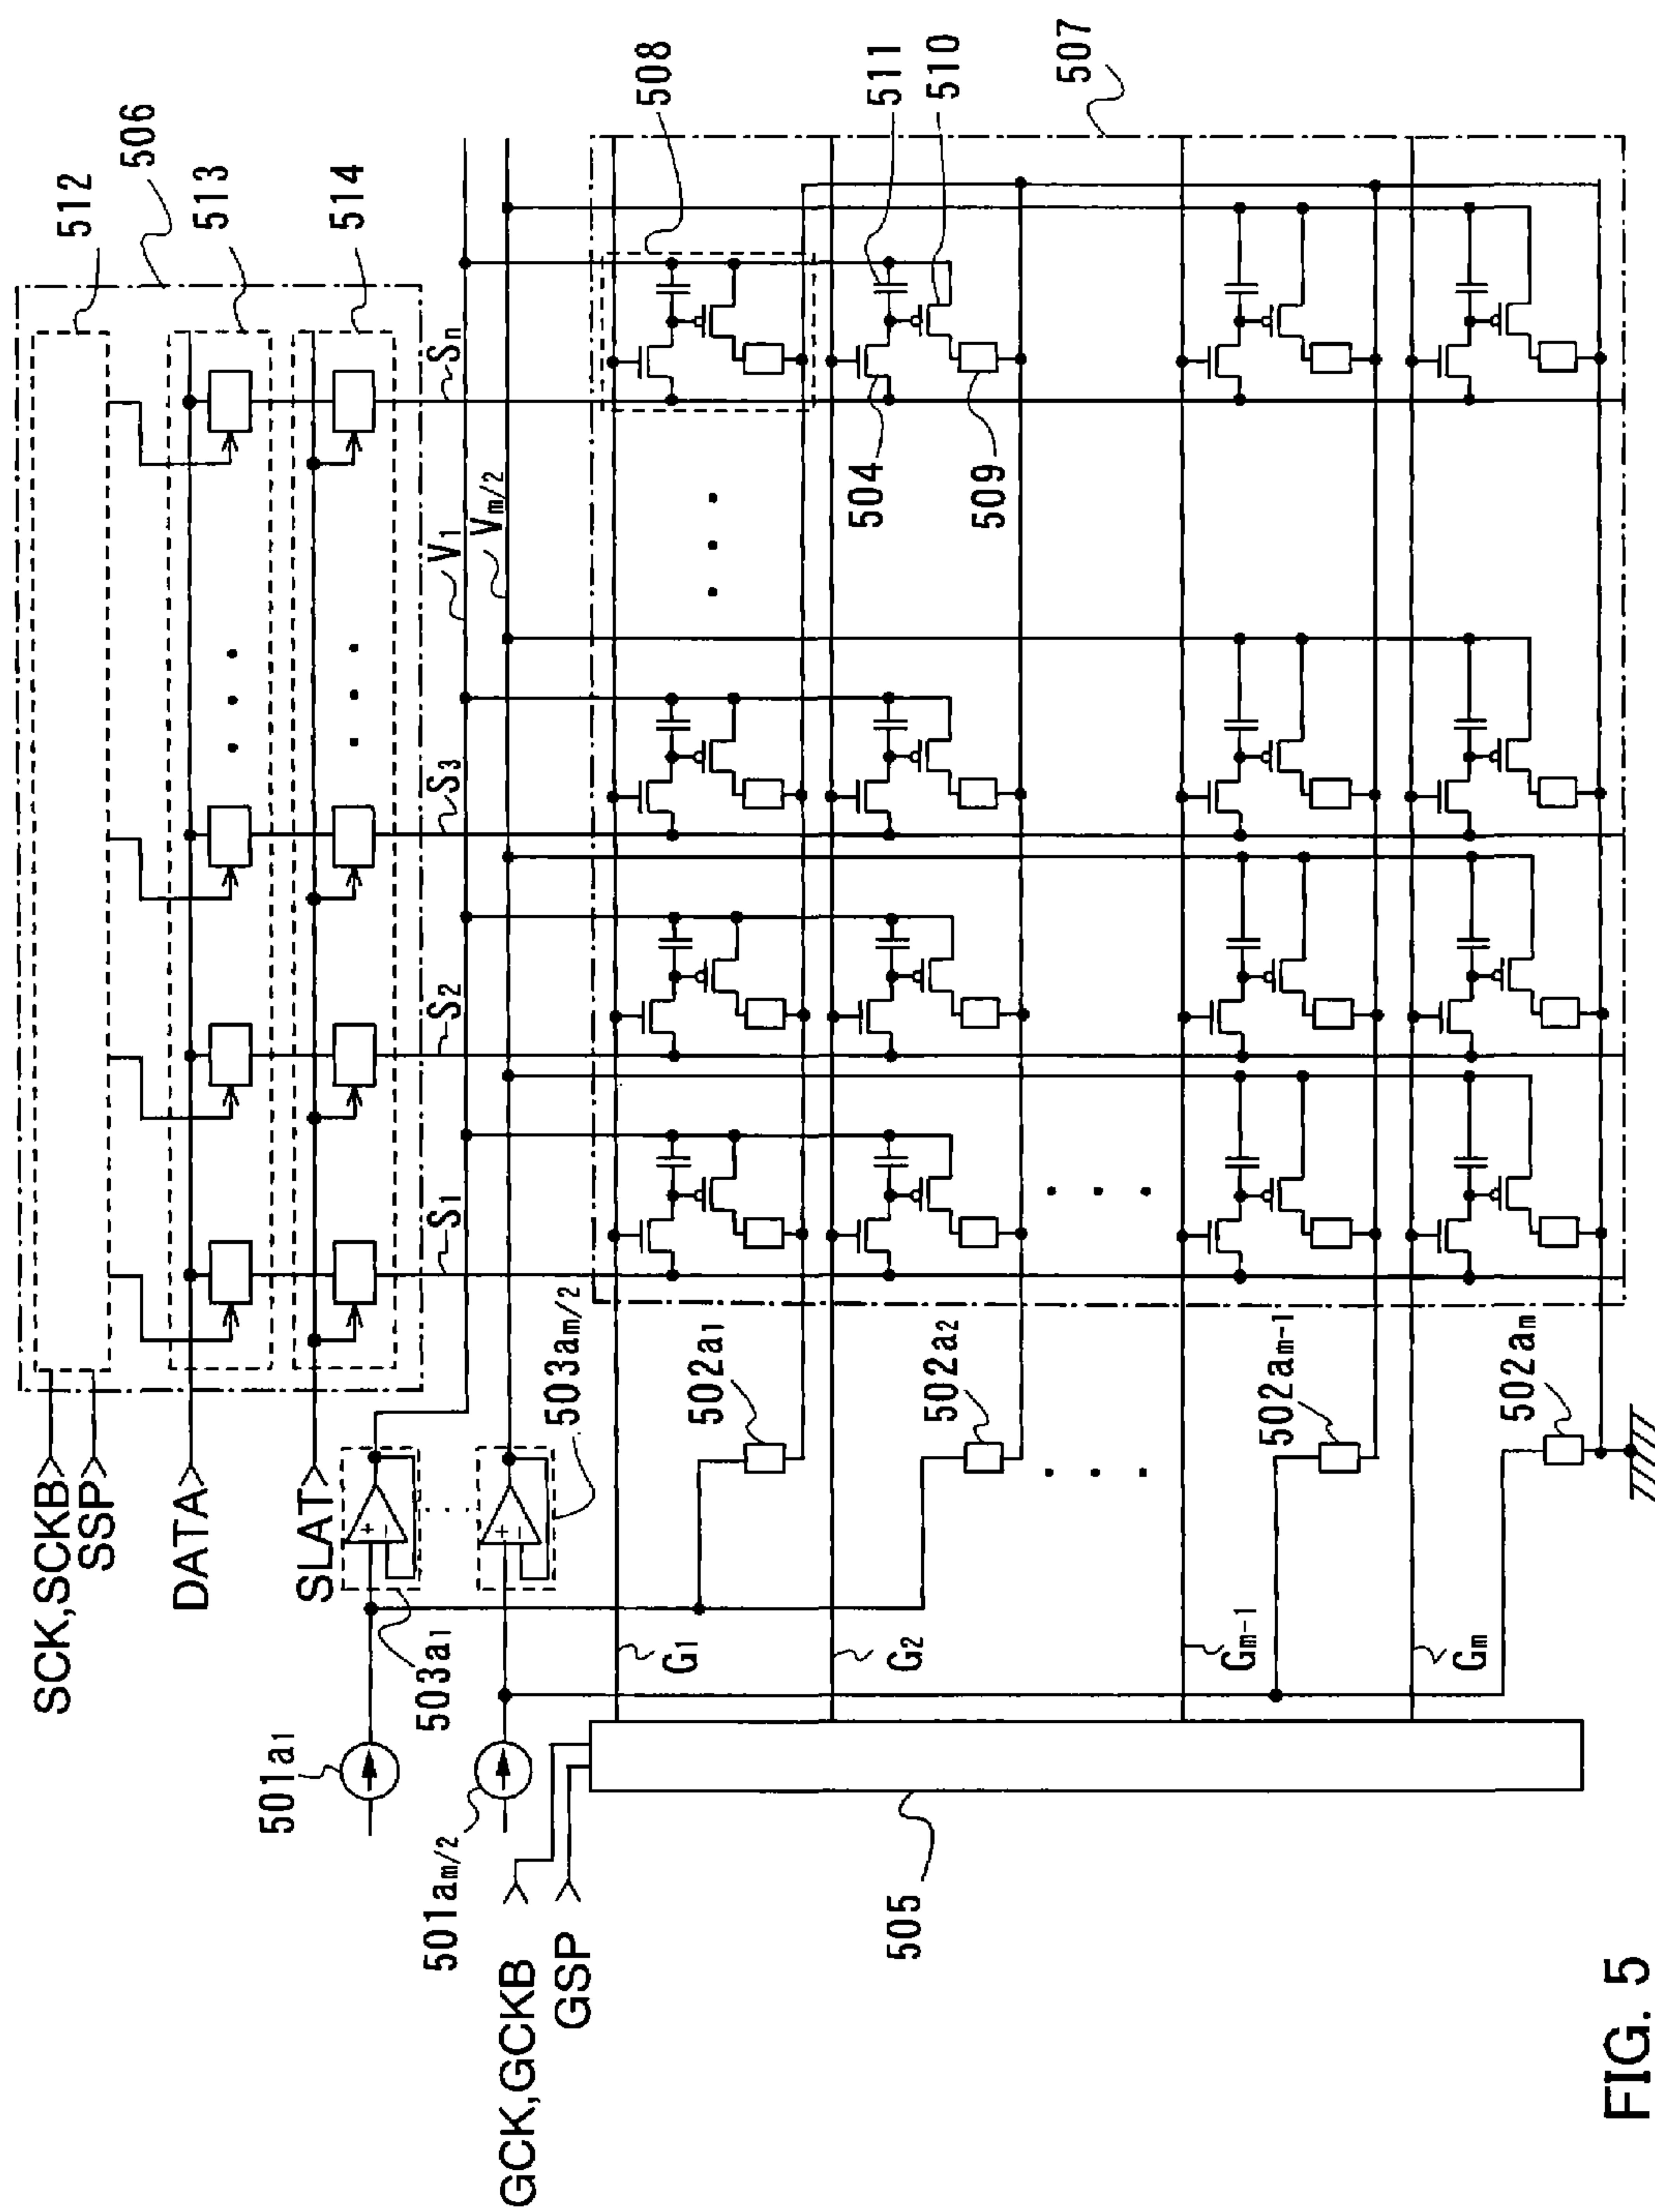 FIG. 5
SCK,SCKB
SSP
DATA
SLAT
512
506
513
514
S1
S2
S3
Sn
V1
Vm/2
501a1
503a1
501am/2
503am/2
GCK,GCKB
GSP
505
G1
G2
Gm-1
Gm
502a1
502a2
502am-1
502am
508
511
510
507
504
509